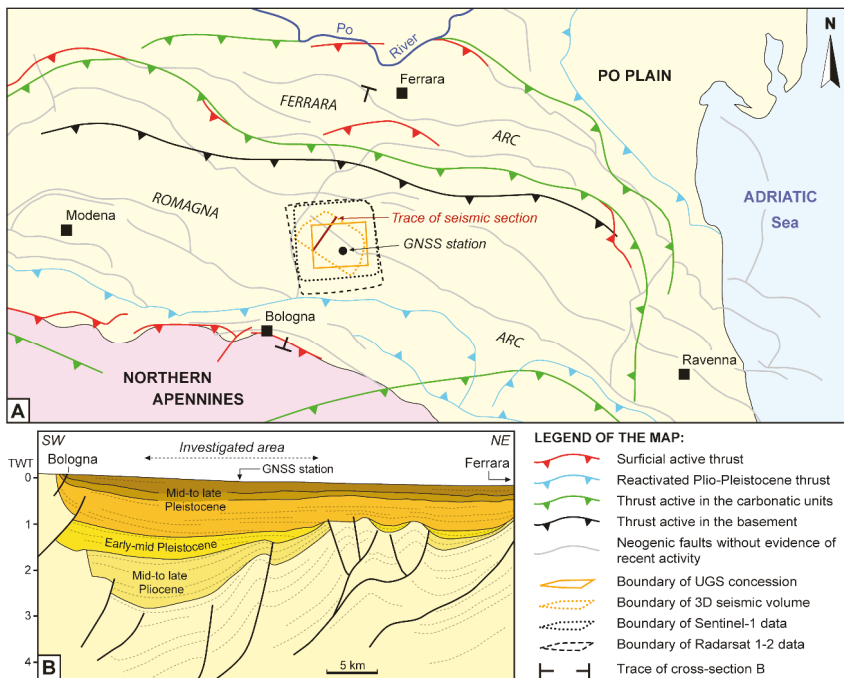 Po
River
N
Ferrara
PO PLAIN
FERRARA
ARC
ROMAGNA
Modena
Trace of seismic section
GNSS station
ADRIATIC
Sea
Bologna
ARC
Ravenna
NORTHERN
APENNINES
A
SW
Investigated area
NE
TWT
Bologna
GNSS station
Ferrara
0
Mid-to late
Pleistocene
1
Early-mid Pleistocene
2
Mid-to late
Pliocene
3
4
B
5 km
LEGEND OF THE MAP:
Surficial active thrust
Reactivated Plio-Pleistocene thrust
Thrust active in the carbonatic units
Thrust active in the basement
Neogenic faults without evidence of
recent activity
Boundary of UGS concession
Boundary of 3D seismic volume
Boundary of Sentinel-1 data
Boundary of Radarsat 1-2 data
Trace of cross-section B